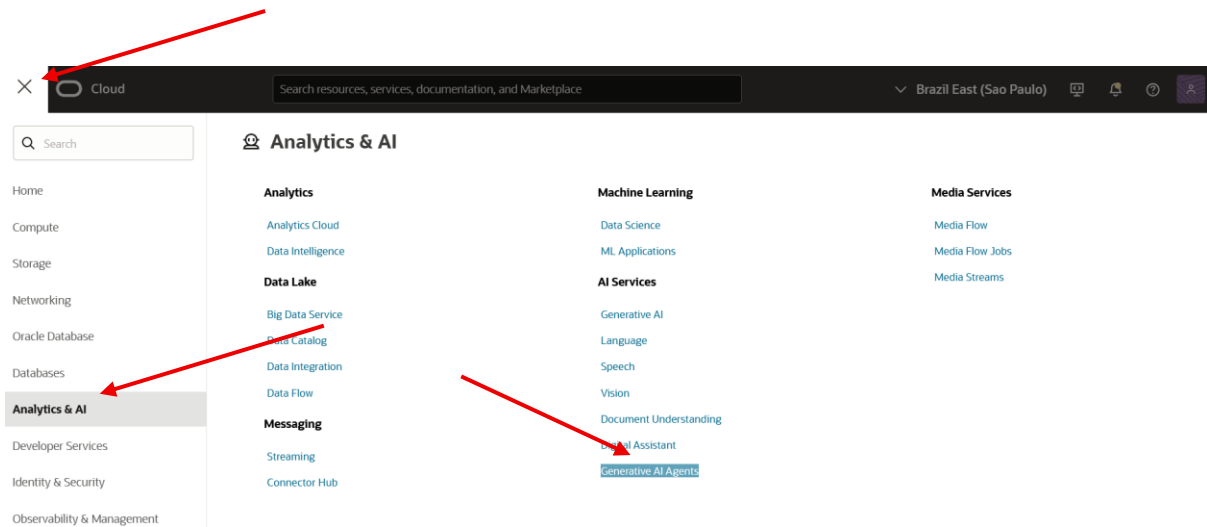 Cloud
Search resources, services, documentation, and Marketplace
Brazil East (Sao Paulo)
Search
Home
Compute
Storage
Networking
Oracle Database
Databases
Analytics & AI
Developer Services
Identity & Security
Observability & Management
Analytics & AI
Analytics
Analytics Cloud
Data Intelligence
Data Lake
Big Data Service
Data Catalog
Data Integration
Data Flow
Messaging
Streaming
Connector Hub
Machine Learning
Data Science
ML Applications
AI Services
Generative AI
Language
Speech
Vision
Document Understanding
Digital Assistant
Generative AI Agents
Media Services
Media Flow
Media Flow Jobs
Media Streams